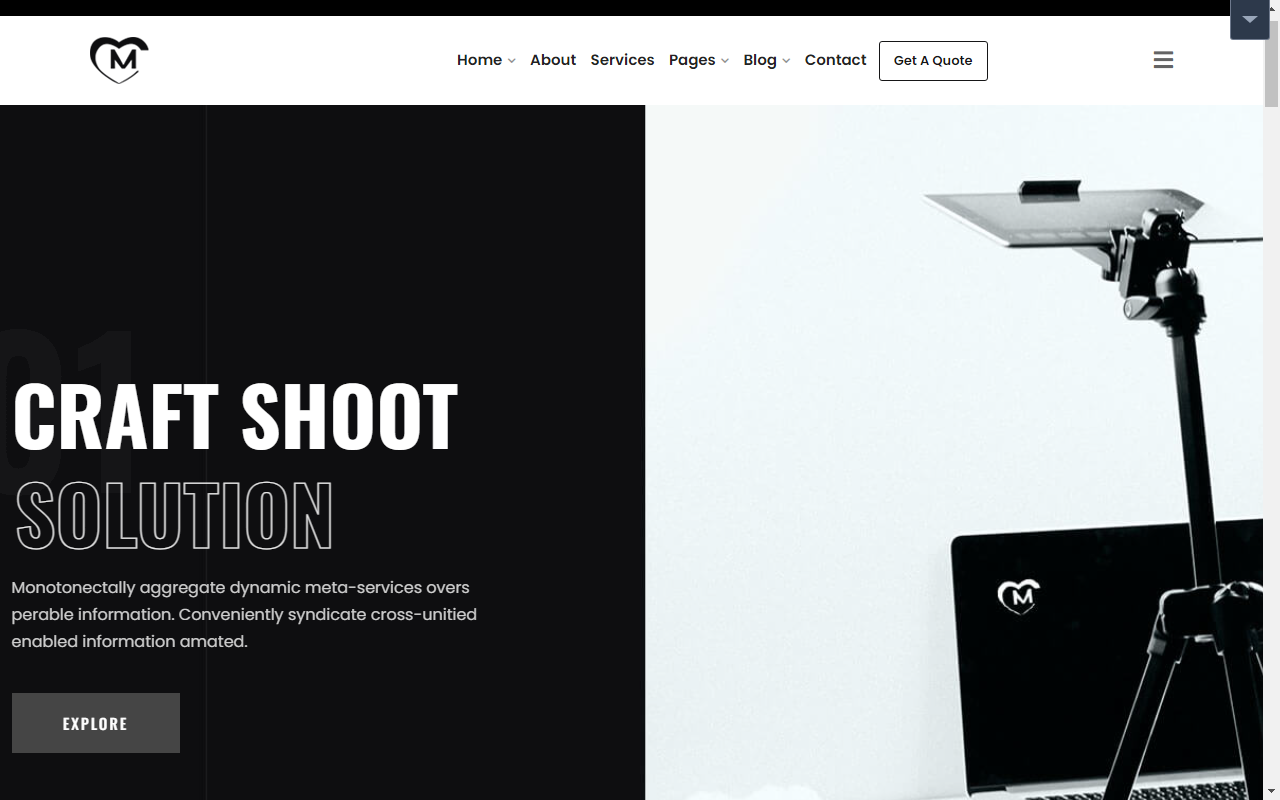 M
Home About Services Pages Blog Contact Get A Quote
01
CRAFT SHOOT
SOLUTION
Monotonectally aggregate dynamic meta-services overs
perable information. Conveniently syndicate cross-unitied
enabled information amated.
EXPLORE
M